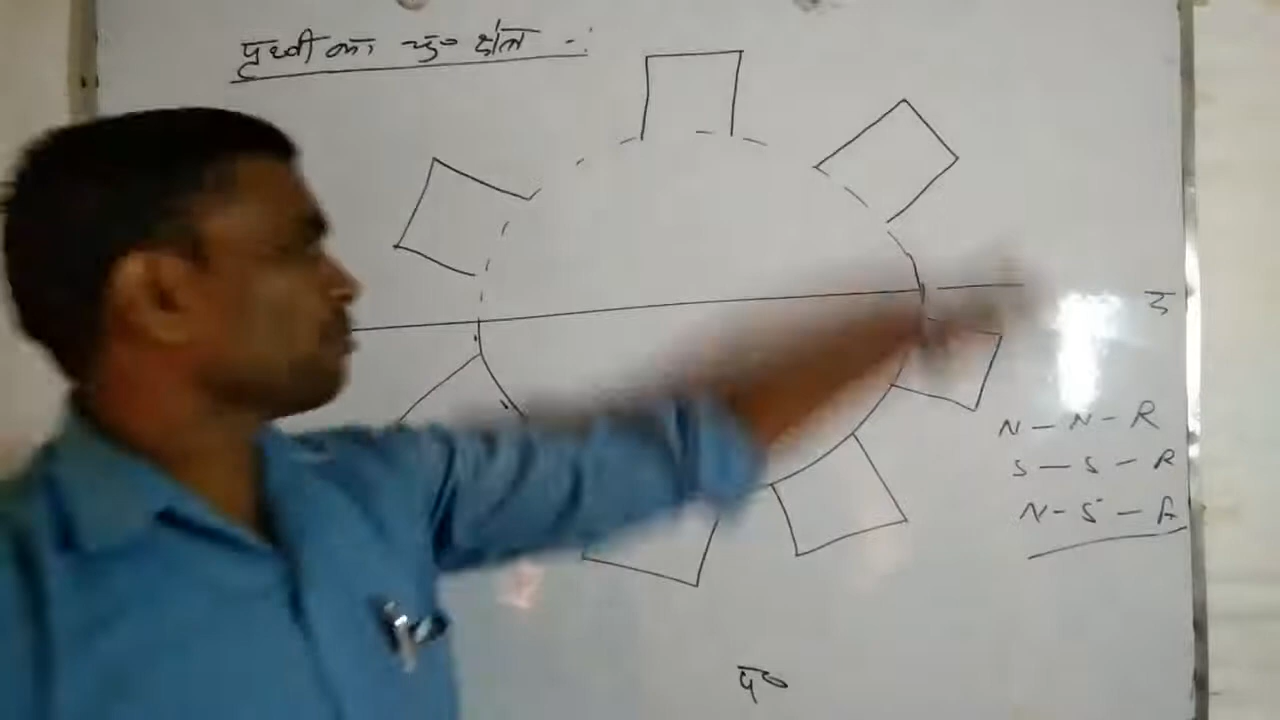 पृथ्वी का चु० क्षेत्र -:
उ
N - N - R
S - S - R
N - S - A
द०